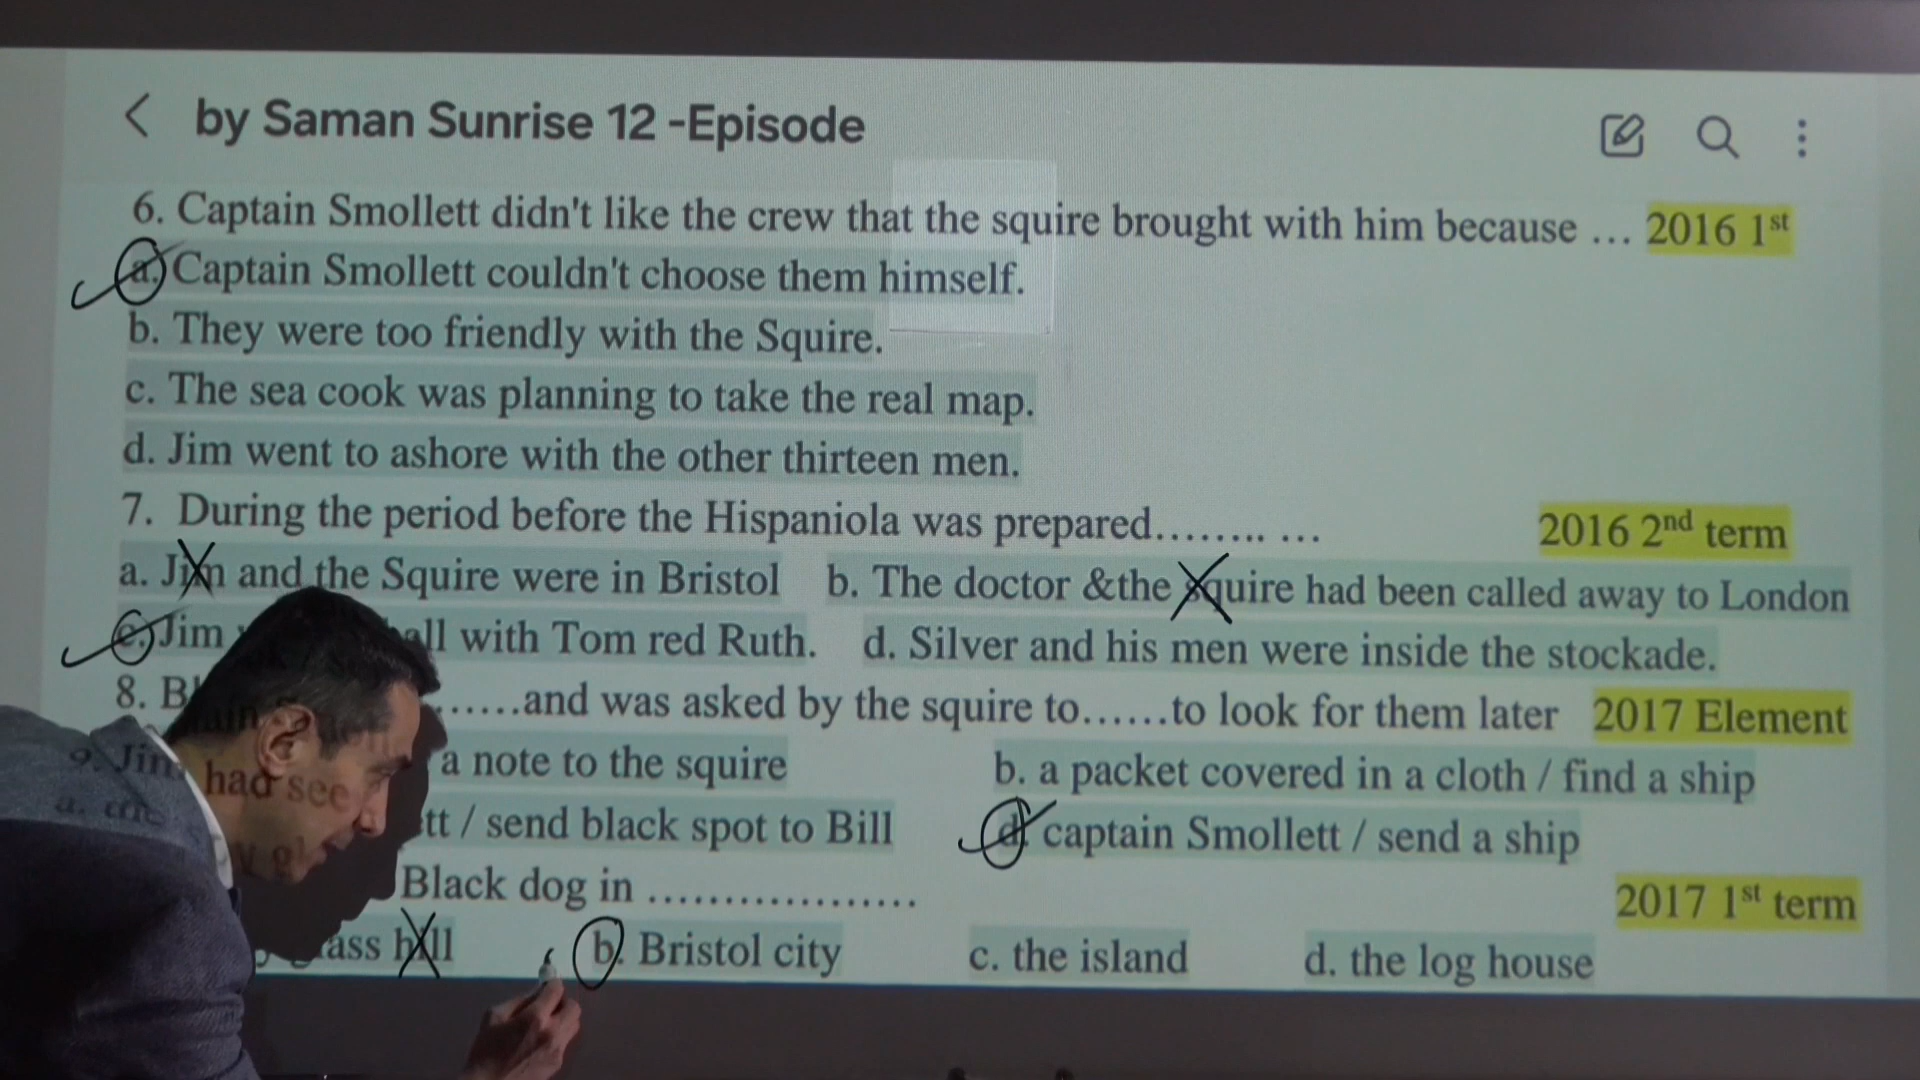 by Saman Sunrise 12 -Episode
6. Captain Smollett didn't like the crew that the squire brought with him because ... 2016 1st
a. Captain Smollett couldn't choose them himself.
b. They were too friendly with the Squire.
c. The sea cook was planning to take the real map.
d. Jim went to ashore with the other thirteen men.
7. During the period before the Hispaniola was prepared........ ... 2016 2nd term
a. Jim and the Squire were in Bristol b. The doctor &the squire had been called away to London
c. Jim with Tom red Ruth. d. Silver and his men were inside the stockade.
8. ......and was asked by the squire to......to look for them later 2017 Element
a note to the squire b. a packet covered in a cloth / find a ship
/ send black spot to Bill d. captain Smollett / send a ship
9. Jim had see Black dog in .................. 2017 1st term
hill b. Bristol city c. the island d. the log house